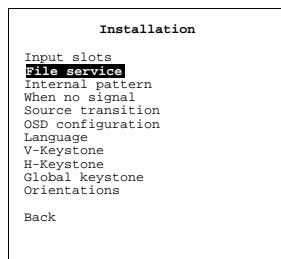 Installation
Input slots
File service
Internal pattern
When no signal
Source transition
OSD configuration
Language
V-Keystone
H-Keystone
Global keystone
Orientations
Back